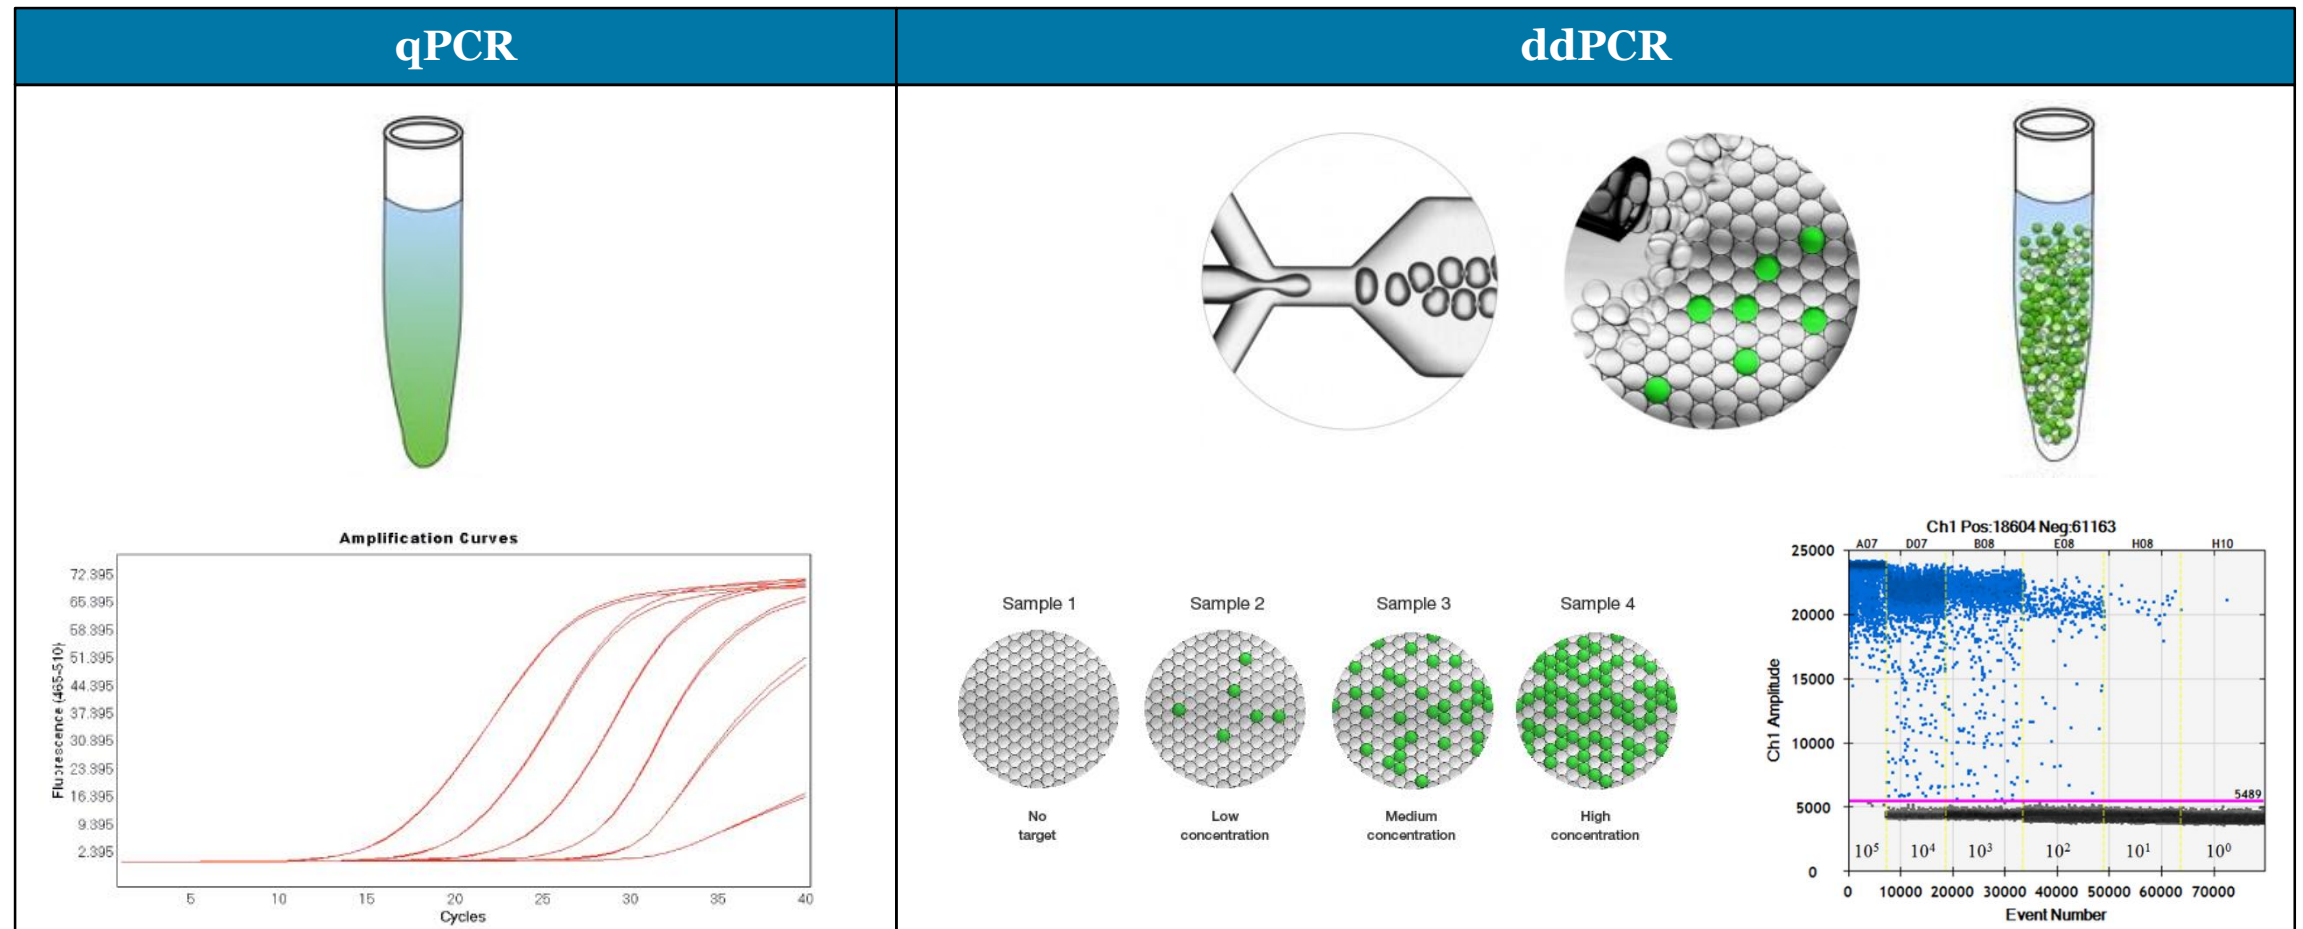 qPCR
ddPCR
Amplification Curves
72.395
65.395
58.395
51.395
44.395
37.395
30.895
23.395
16.395
9.395
2.395
Fluorescence (465-510)
5 10 15 20 25 30 35 40
Cycles
Sample 1 Sample 2 Sample 3 Sample 4
No target
Low concentration
Medium concentration
High concentration
Ch1 Pos:18604 Neg:61163
A07 D07 B08 E08 H08 H10
25000
20000
15000
10000
5000
0
Ch1 Amplitude
5489
10⁵ 10⁴ 10³ 10² 10¹ 10⁰
0 10000 20000 30000 40000 50000 60000 70000
Event Number